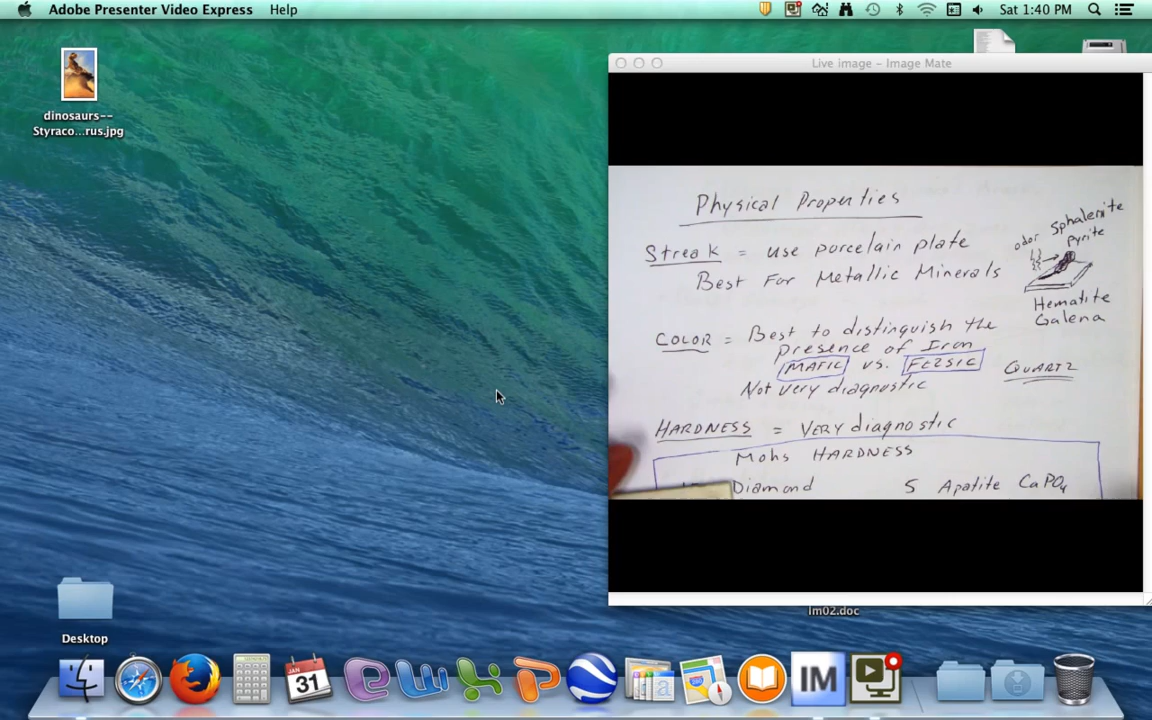 Adobe Presenter Video Express Help
Sat 1:40 PM
dinosaurs--
Styraco...rus.jpg
Live image - Image Mate
Physical Properties
Streak = use porcelain plate
Best For Metallic Minerals
odor Sphalerite
pyrite
Hematite
Galena
COLOR = Best to distinguish the
presence of Iron
MAFIC vs. FELSIC QUARTZ
Not very diagnostic
HARDNESS = VERY diagnostic
Mohs HARDNESS
Diamond 5 Apatite CaPO4
lm02.doc
Desktop
JAN
31
IM